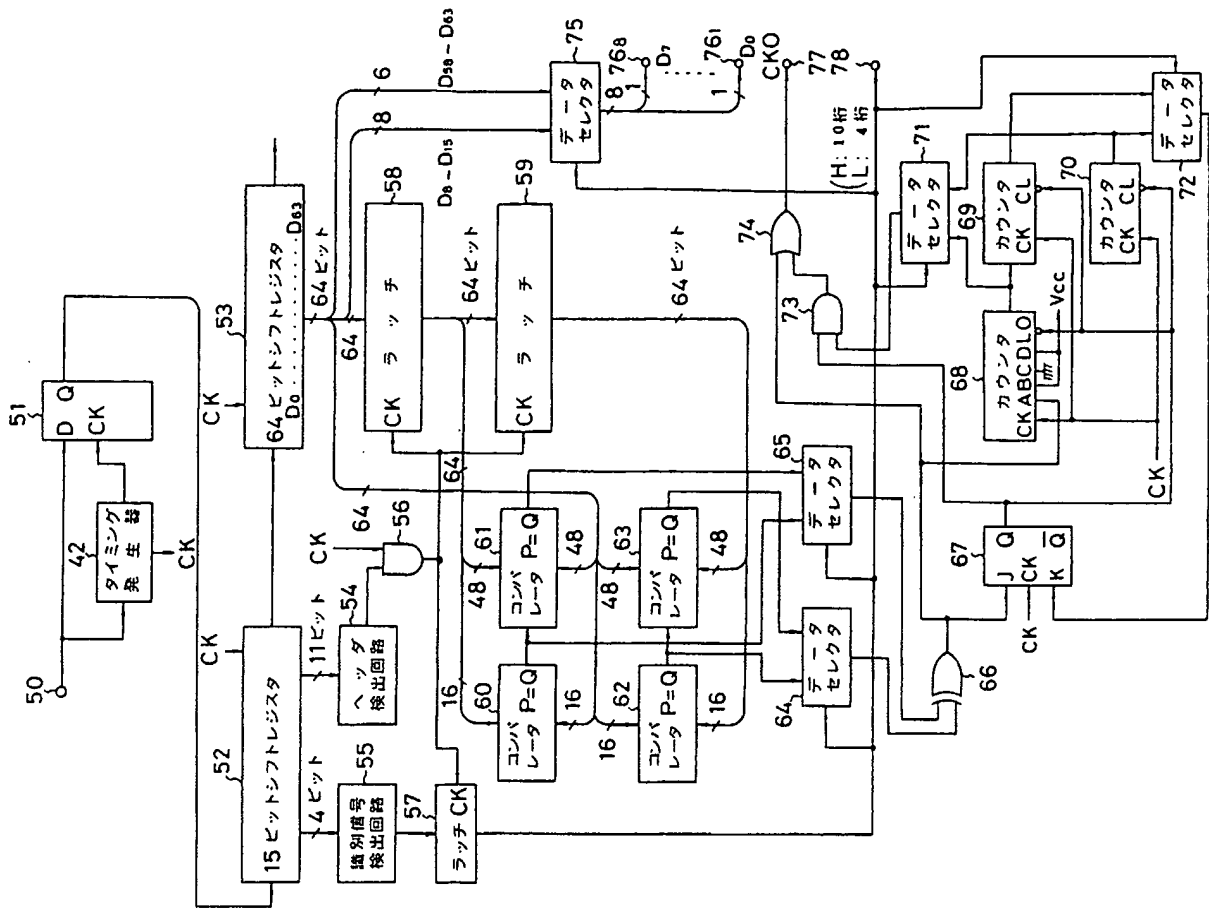 50
42
タイミング
発生器
CK
51
D Q
CK
52
15ビットシフトレジスタ
CK
53
64ビットシフトレジスタ
D0..........D63
CK
4ビット
11ビット
64ビット
55
識別信号
検出回路
54
ヘッダ
検出回路
CK
56
57
ラッチ CK
64
58
CK ラッチ
64ビット
59
CK ラッチ
64ビット
64
64
6
8
D58~D63
D8~D15
75
データ
セレクタ
8
1
768
D7
1
761
D0
16
60
コンパ
レータ P=Q
16
48
61
コンパ
レータ P=Q
48
16
62
コンパ
レータ P=Q
16
48
63
コンパ
レータ P=Q
48
64
データ
セレクタ
65
データ
セレクタ
66
67
J Q
CK
K Q̅
CK
73
74
CKO
77
78
(H: 10桁
L: 4桁
71
データ
セレクタ
68
カウンタ
CK ABCD LO
Vcc
69
カウンタ
CK CL
70
カウンタ
CK CL
72
データ
セレクタ
CK